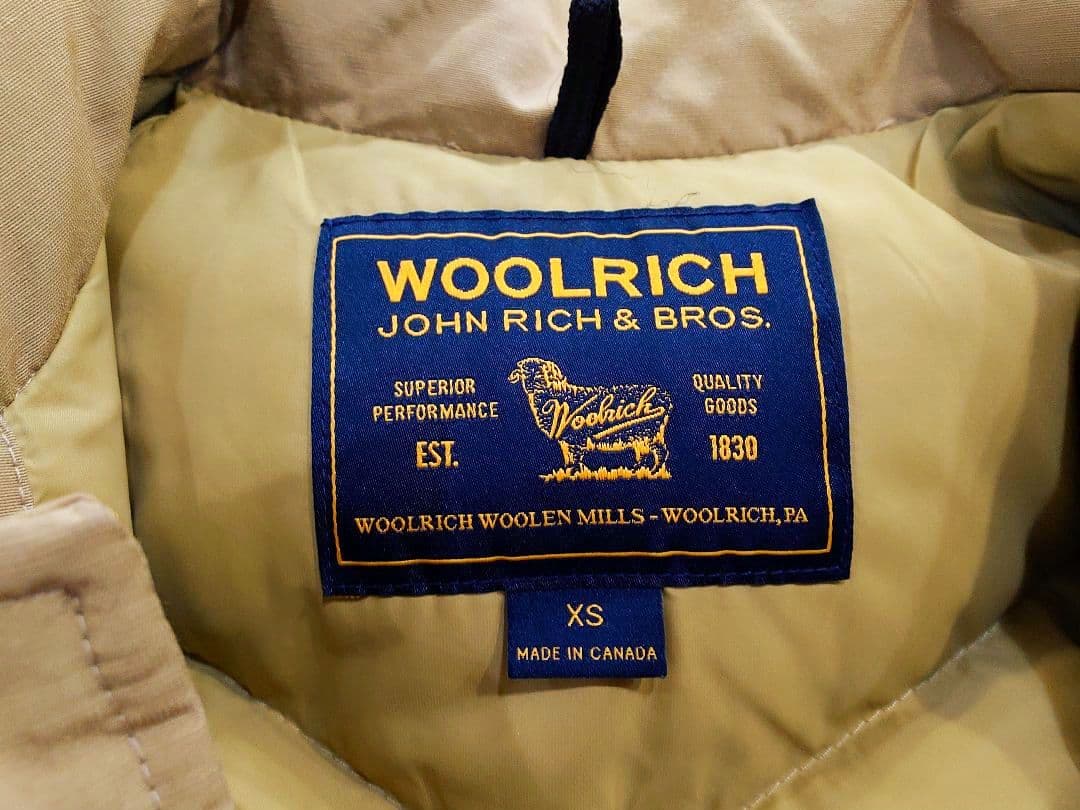 WOOLRICH
JOHN RICH & BROS.
SUPERIOR
PERFORMANCE
EST.
Woolrich
QUALITY
GOODS
1830
WOOLRICH WOOLEN MILLS - WOOLRICH, PA
XS
MADE IN CANADA